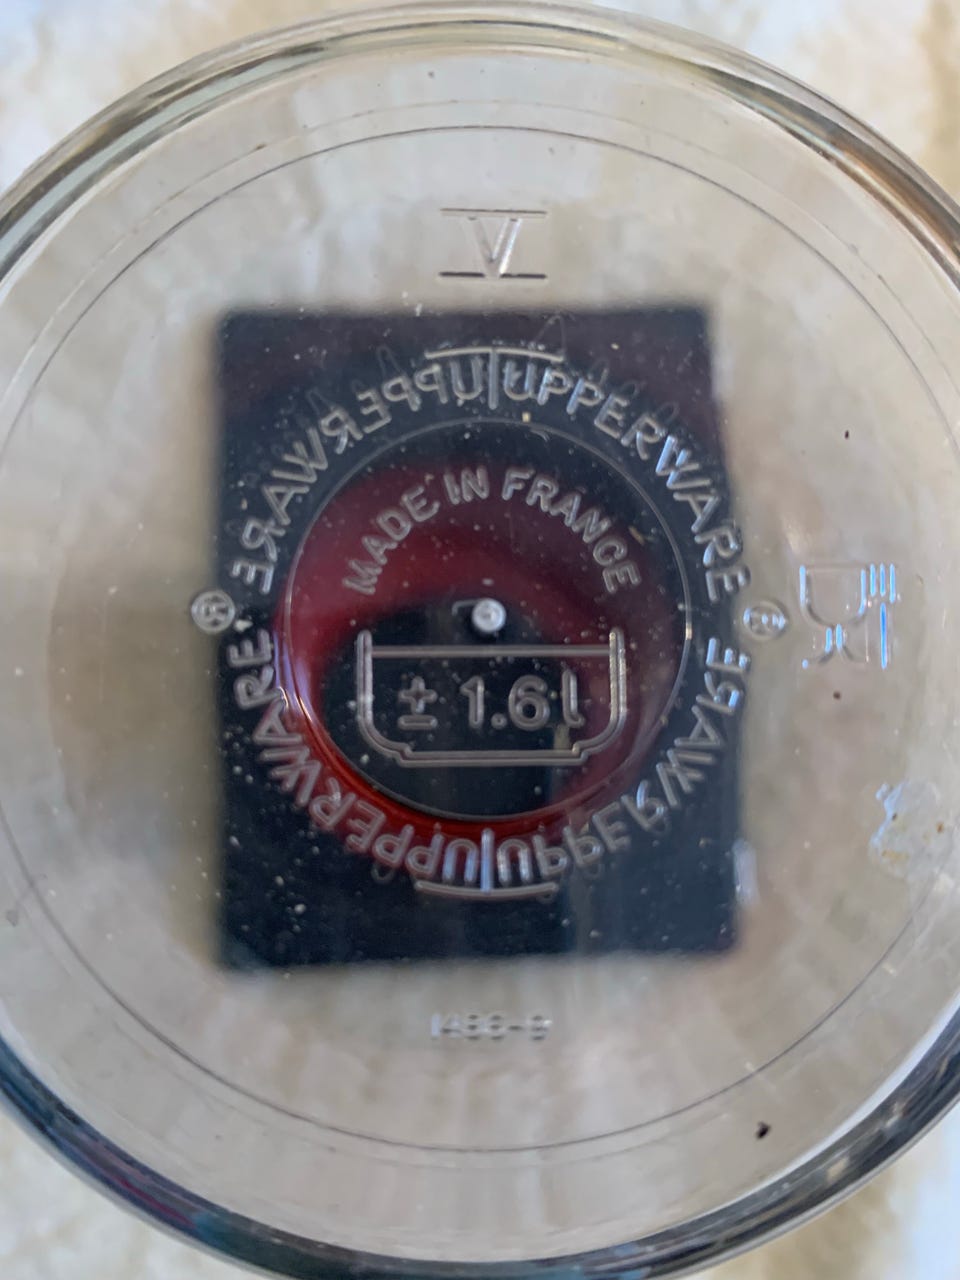 V
TUPPERWARE
TUPPERWARE
MADE IN FRANCE
®
®
± 1.6 l
TUPPERWARE
TUPPERWARE